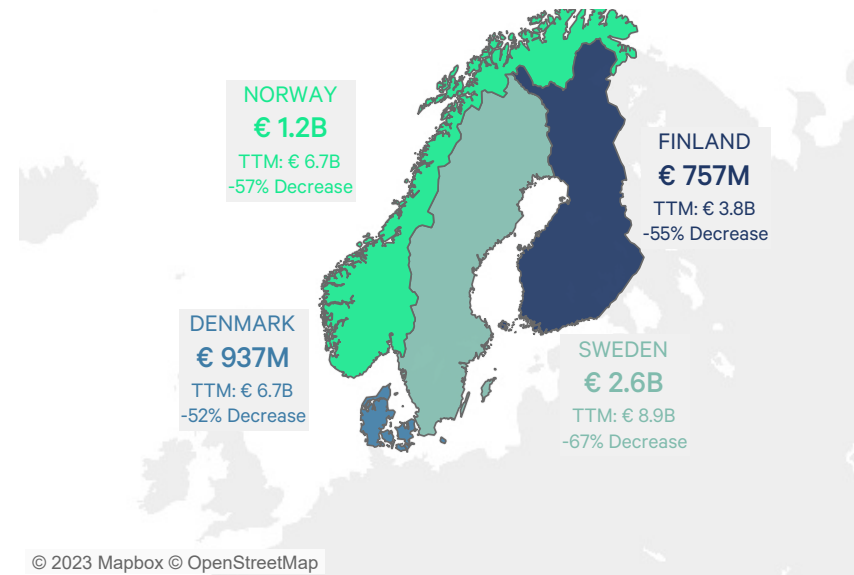 NORWAY
€ 1.2B
TTM: € 6.7B
-57% Decrease
FINLAND
€ 757M
TTM: € 3.8B
-55% Decrease
DENMARK
€ 937M
TTM: € 6.7B
-52% Decrease
SWEDEN
€ 2.6B
TTM: € 8.9B
-67% Decrease
© 2023 Mapbox © OpenStreetMap